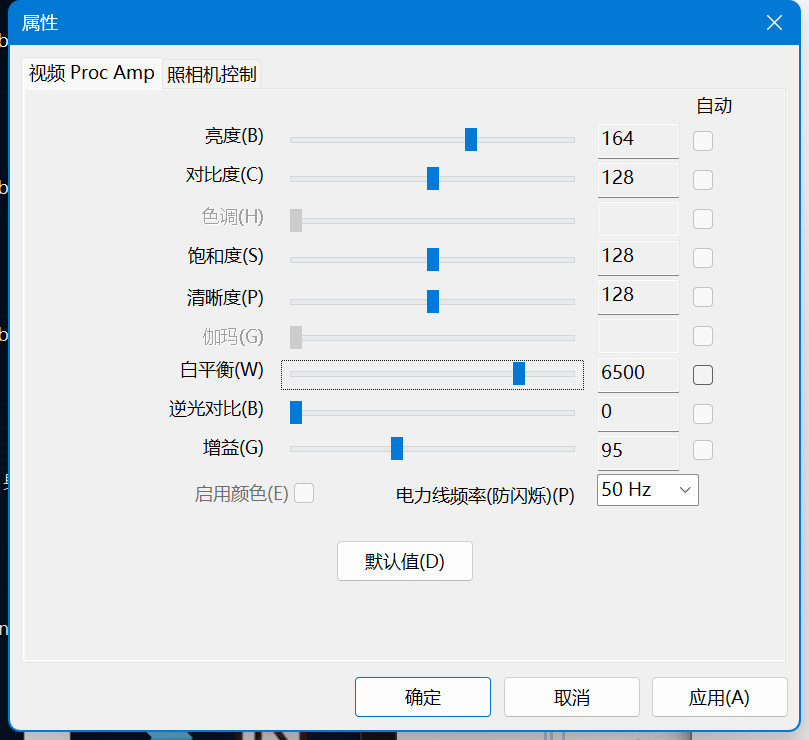 属性
视频 Proc Amp 照相机控制
自动
亮度(B) 164
对比度(C) 128
色调(H)
饱和度(S) 128
清晰度(P) 128
伽玛(G)
白平衡(W) 6500
逆光对比(B) 0
增益(G) 95
启用颜色(E) 电力线频率(防闪烁)(P) 50 Hz
默认值(D)
确定 取消 应用(A)